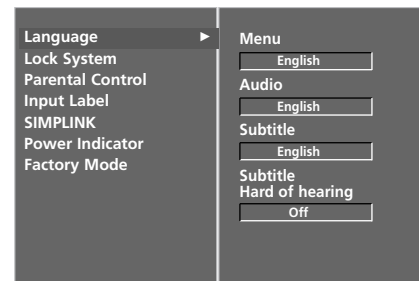 Language ►
Lock System
Parental Control
Input Label
SIMPLINK
Power Indicator
Factory Mode
Menu
English
Audio
English
Subtitle
English
Subtitle
Hard of hearing
Off